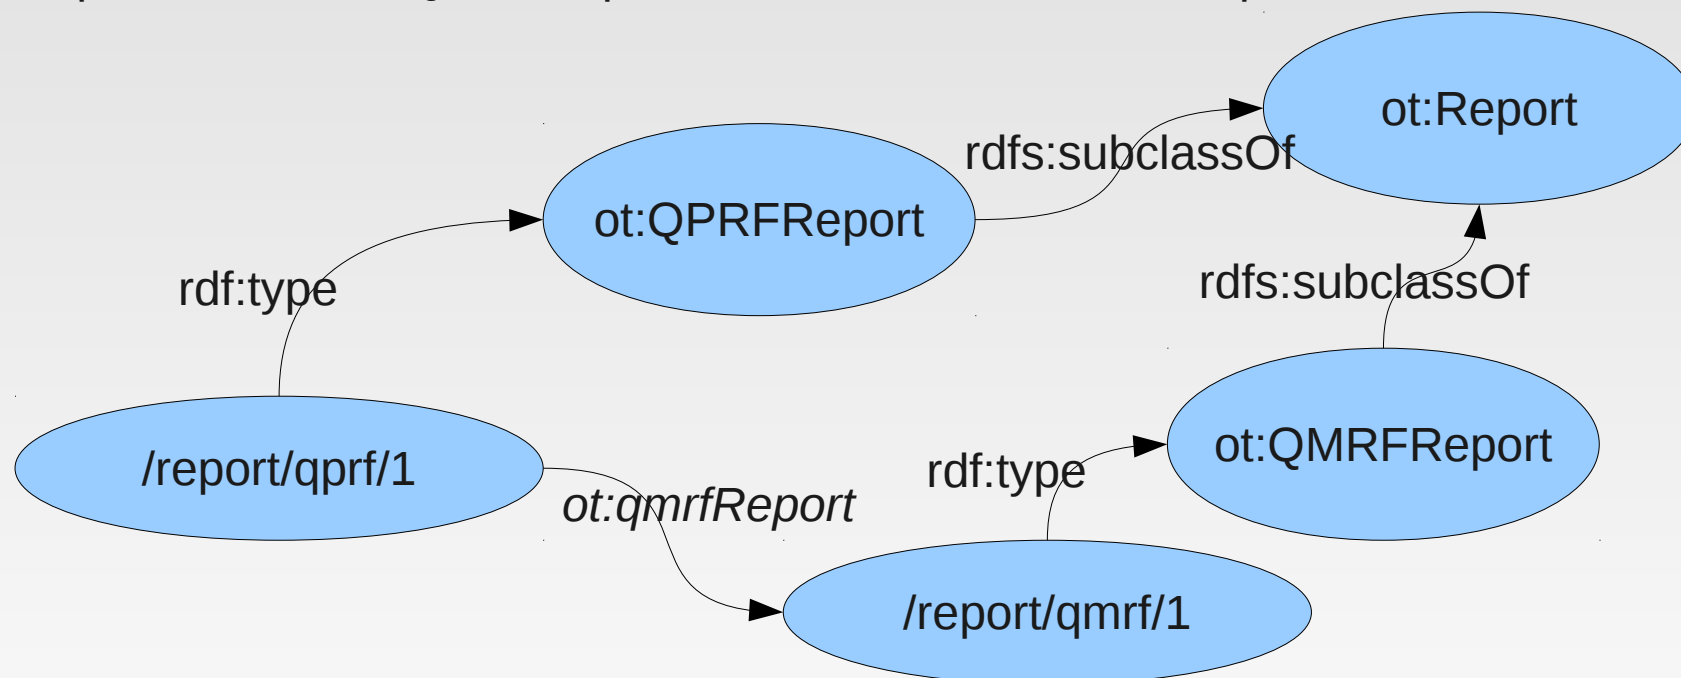 ot:Report
rdfs:subclassOf
ot:QPRFReport
rdf:type
rdfs:subclassOf
ot:QMRFReport
/report/qprf/1
rdf:type
ot:qmrfReport
/report/qmrf/1